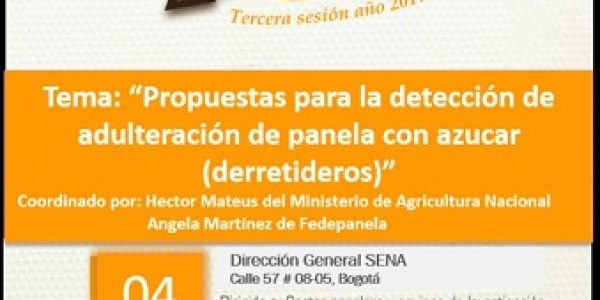 Tercera sesión año 201
Tema: “Propuestas para la detección de
adulteración de panela con azucar
(derretideros)”
Coordinado por: Hector Mateus del Ministerio de Agricultura Nacional
Angela Martínez de Fedepanela
04
Dirección General SENA
Calle 57 # 08-05, Bogotá